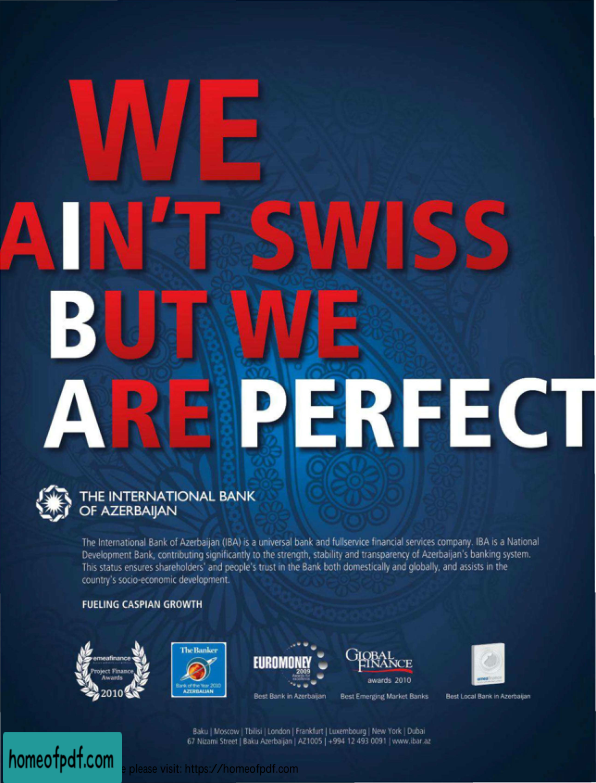 WE
AIN'T SWISS
BUT WE
ARE PERFECT
THE INTERNATIONAL BANK
OF AZERBAIJAN
The International Bank of Azerbaijan (IBA) is a universal bank and fullservice financial services company. IBA is a National
Development Bank, contributing significantly to the strength, stability and transparency of Azerbaijan's banking system.
This status ensures shareholders' and people's trust in the Bank both domestically and globally, and assists in the
country's socio-economic development.
FUELING CASPIAN GROWTH
emeafinance
Project Finance
Awards
2010
The Banker
Bank of the Year 2010
AZERBAIJAN
EUROMONEY
2009
Best Bank in Azerbaijan
GLOBAL
FINANCE
awards 2010
Best Emerging Market Banks
Best Local Bank in Azerbaijan
Baku | Moscow | Tbilisi | London | Frankfurt | Luxembourg | New York | Dubai
67 Nizami Street | Baku Azerbaijan | AZ1005 | +994 12 493 0091 | www.ibar.az
homeofpdf.com
please visit: https://homeofpdf.com